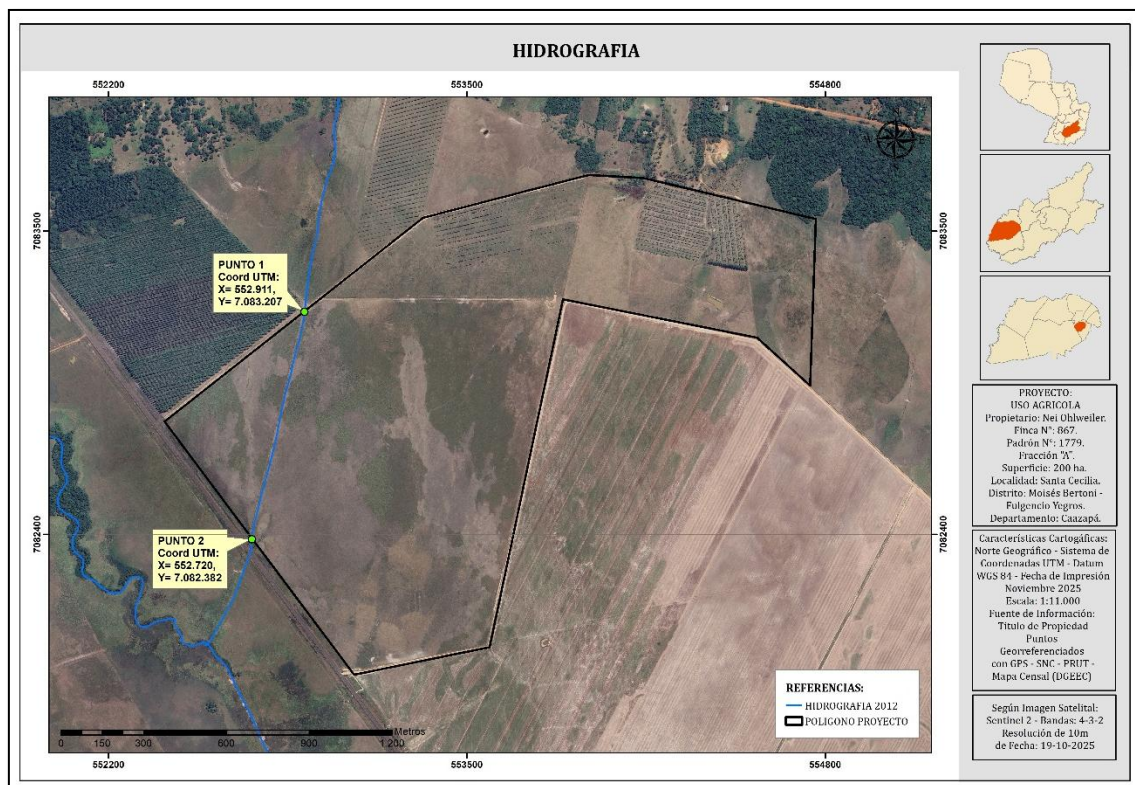 HIDROGRAFIA
552200
553500
554800
7083500
7083500
PUNTO 1
Coord UTM:
X= 552.911,
Y= 7.083.207
7082400
7082400
PUNTO 2
Coord UTM:
X= 552.720,
Y= 7.082.382
REFERENCIAS:
HIDROGRAFIA 2012
POLIGONO PROYECTO
Metros
0 150 300 600 900 1.200
552200
553500
554800
PROYECTO:
USO AGRICOLA
Propietario: Nei Ohlweiler.
Finca N°: 867.
Padrón N°: 1779.
Fracción "A".
Superficie: 200 ha.
Localidad: Santa Cecilia.
Distrito: Moisés Bertoni -
Fulgencio Yegros.
Departamento: Caazapá.
Características Cartogáficas:
Norte Geográfico - Sistema de
Coordenadas UTM - Datum
WGS 84 - Fecha de Impresión
Noviembre 2025
Escala: 1:11.000
Fuente de Información:
Titulo de Propiedad
Puntos
Georreferenciados
con GPS - SNC - PRUT -
Mapa Censal (DGEEC)
Según Imagen Satelital:
Sentinel 2 - Bandas: 4-3-2
Resolución de 10m
de Fecha: 19-10-2025